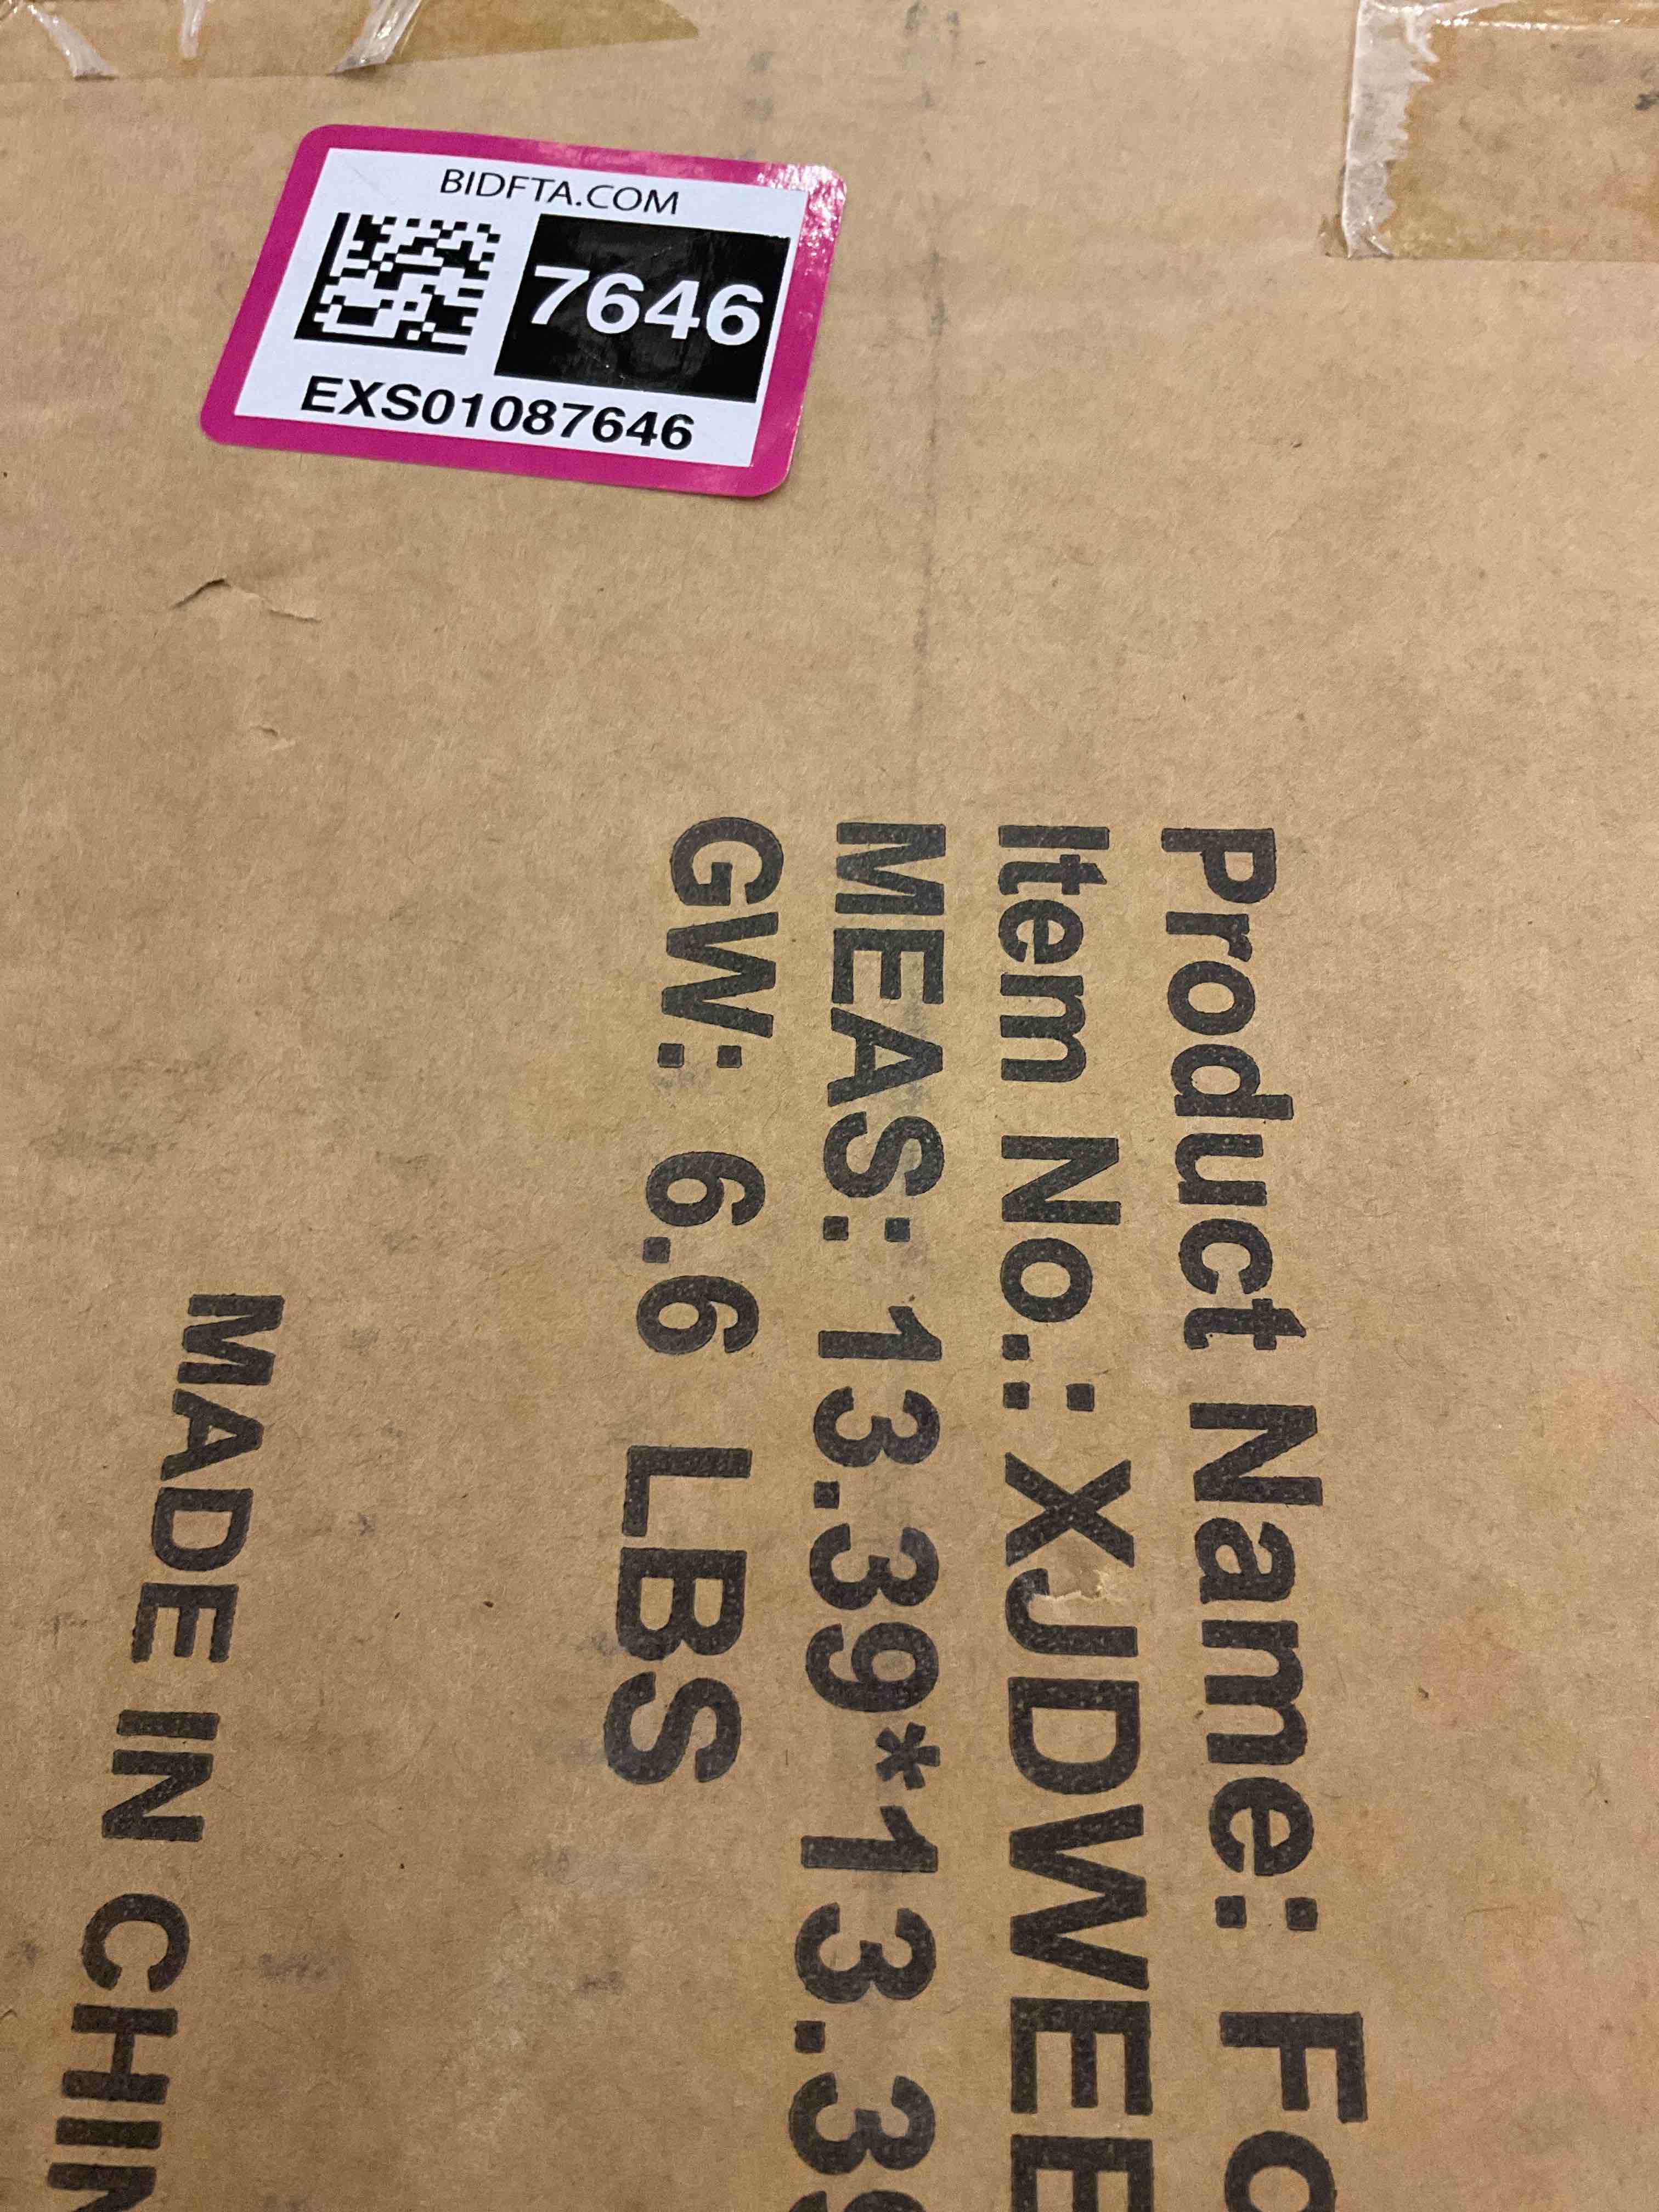 BIDFTA.COM
7646
EXS01087646
Product Name: Fo
Item No.: XJDWEE
MEAS: 13.39*13.39
GW: 6.6 LBS
MADE IN CHIN